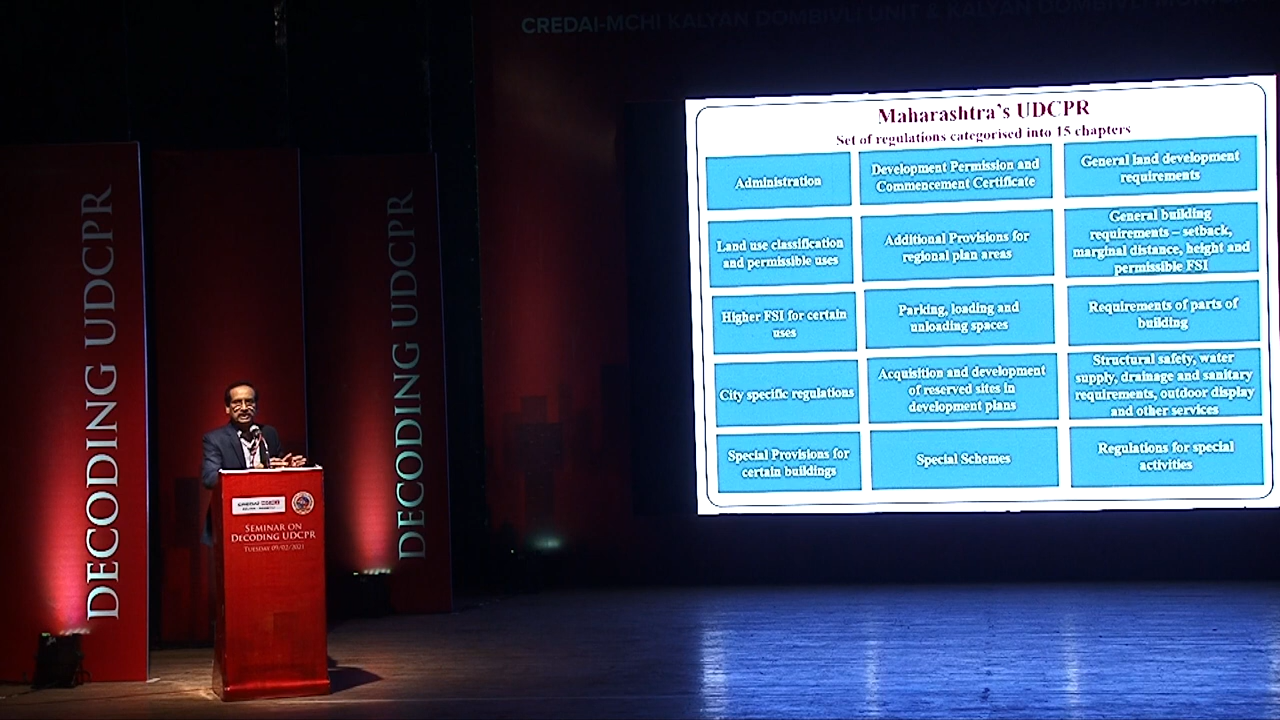 CREDAI-MCHI KALYAN DOMBIVLI UNIT & KALYAN DOMBIVLI
Maharashtra's UDCPR
Set of regulations categorised into 15 chapters
Administration
Development Permission and
Commencement Certificate
General land development
requirements
Land use classification
and permissible uses
Additional Provisions for
regional plan areas
General building
requirements – setback,
marginal distance, height and
permissible FSI
Higher FSI for certain
uses
Parking, loading and
unloading spaces
Requirements of parts of
building
City specific regulations
Acquisition and development
of reserved sites in
development plans
Structural safety, water
supply, drainage and sanitary
requirements, outdoor display
and other services
Special Provisions for
certain buildings
Special Schemes
Regulations for special
activities
DECODING UDCPR
DECODING UDCPR
CREDAI
SEMINAR ON
DECODING UDCPR
TUESDAY 09/02/2021